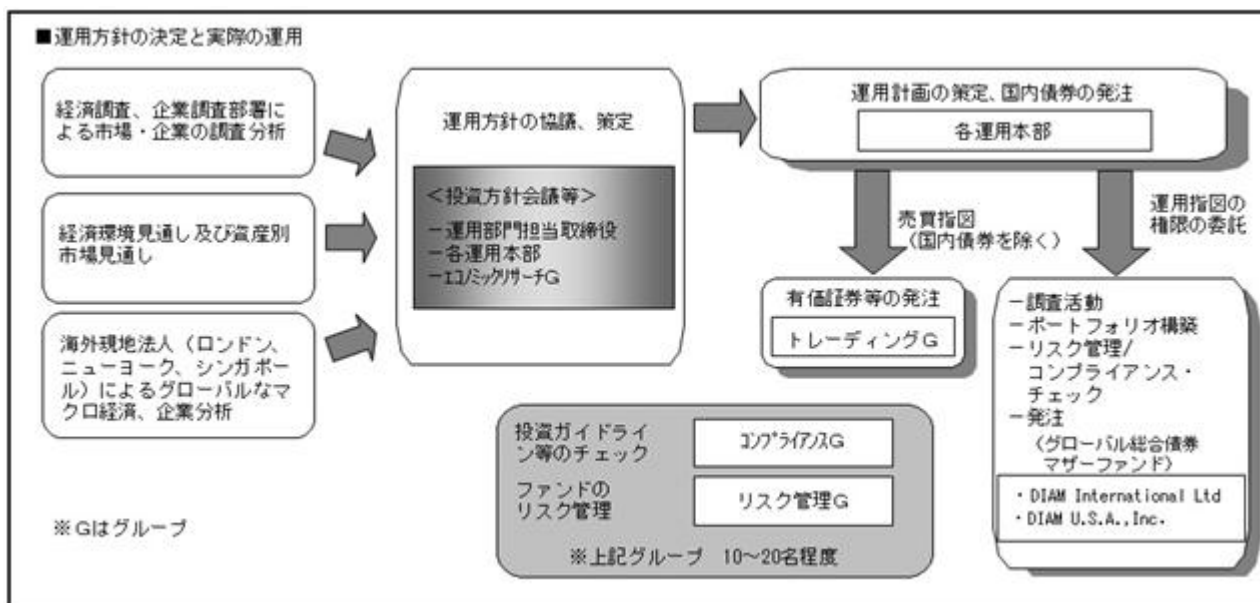 ■運用方針の決定と実際の運用
経済調査、企業調査部署に
よる市場・企業の調査分析
経済環境見通し及び資産別
市場見通し
海外現地法人（ロンドン、
ニューヨーク、シンガポー
ル）によるグローバルなマ
クロ経済、企業分析
※Gはグループ
運用方針の協議、策定
＜投資方針会議等＞
－運用部門担当取締役
－各運用本部
－ｴｺﾉﾐｯｸﾘｻｰﾁG
運用計画の策定、国内債券の発注
各運用本部
売買指図
（国内債券を除く）
運用指図の
権限の委託
有価証券等の発注
トレーディングG
－調査活動
－ポートフォリオ構築
－リスク管理/
コンプライアンス・
チェック
－発注
（グローバル総合債券
マザーファンド）
・DIAM International Ltd
・DIAM U.S.A.,Inc.
投資ガイドライ
ン等のチェック
ｺﾝﾌﾟﾗｲｱﾝｽG
ファンドの
リスク管理
リスク管理G
※上記グループ　10～20名程度